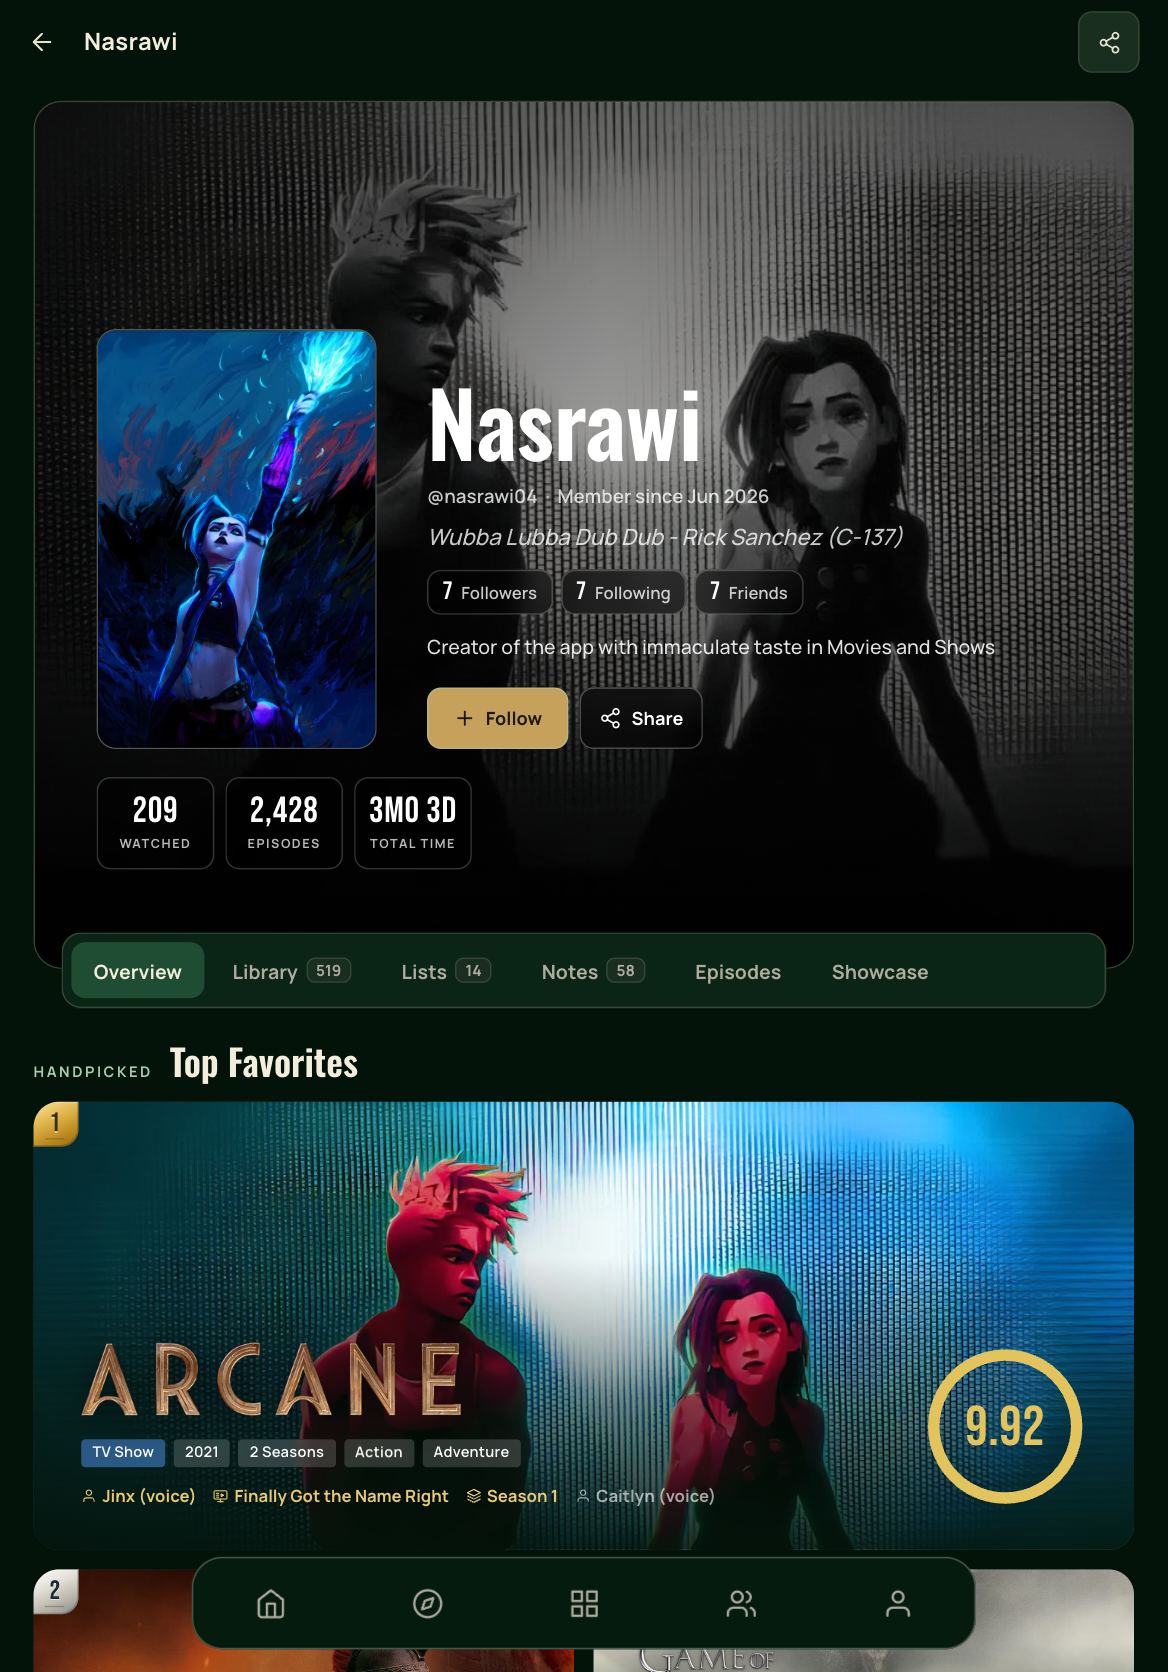 Nasrawi
Nasrawi
@nasrawi04 · Member since Jun 2026
Wubba Lubba Dub Dub - Rick Sanchez (C-137)
7 Followers 7 Following 7 Friends
Creator of the app with immaculate taste in Movies and Shows
+ Follow Share
209 2,428 3MO 3D
WATCHED EPISODES TOTAL TIME
Overview Library 519 Lists 14 Notes 58 Episodes Showcase
HANDPICKED Top Favorites
1
ARCANE
9.92
TV Show 2021 2 Seasons Action Adventure
Jinx (voice) Finally Got the Name Right Season 1 Caitlyn (voice)
2
GAME OF